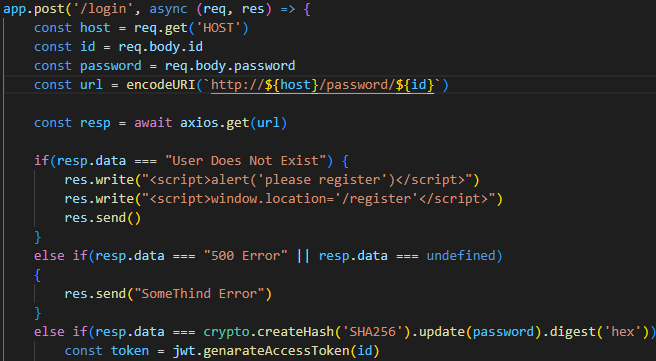 app.post('/login', async (req, res) => {
const host = req.get('HOST')
const id = req.body.id
const password = req.body.password
const url = encodeURI(`http://${host}/password/${id}`)
const resp = await axios.get(url)
if(resp.data === "User Does Not Exist") {
res.write("<script>alert('please register')</script>")
res.write("<script>window.location='/register'</script>")
res.send()
}
else if(resp.data === "500 Error" || resp.data === undefined)
{
res.send("SomeThind Error")
}
else if(resp.data === crypto.createHash('SHA256').update(password).digest('hex')){
const token = jwt.genarateAccessToken(id)